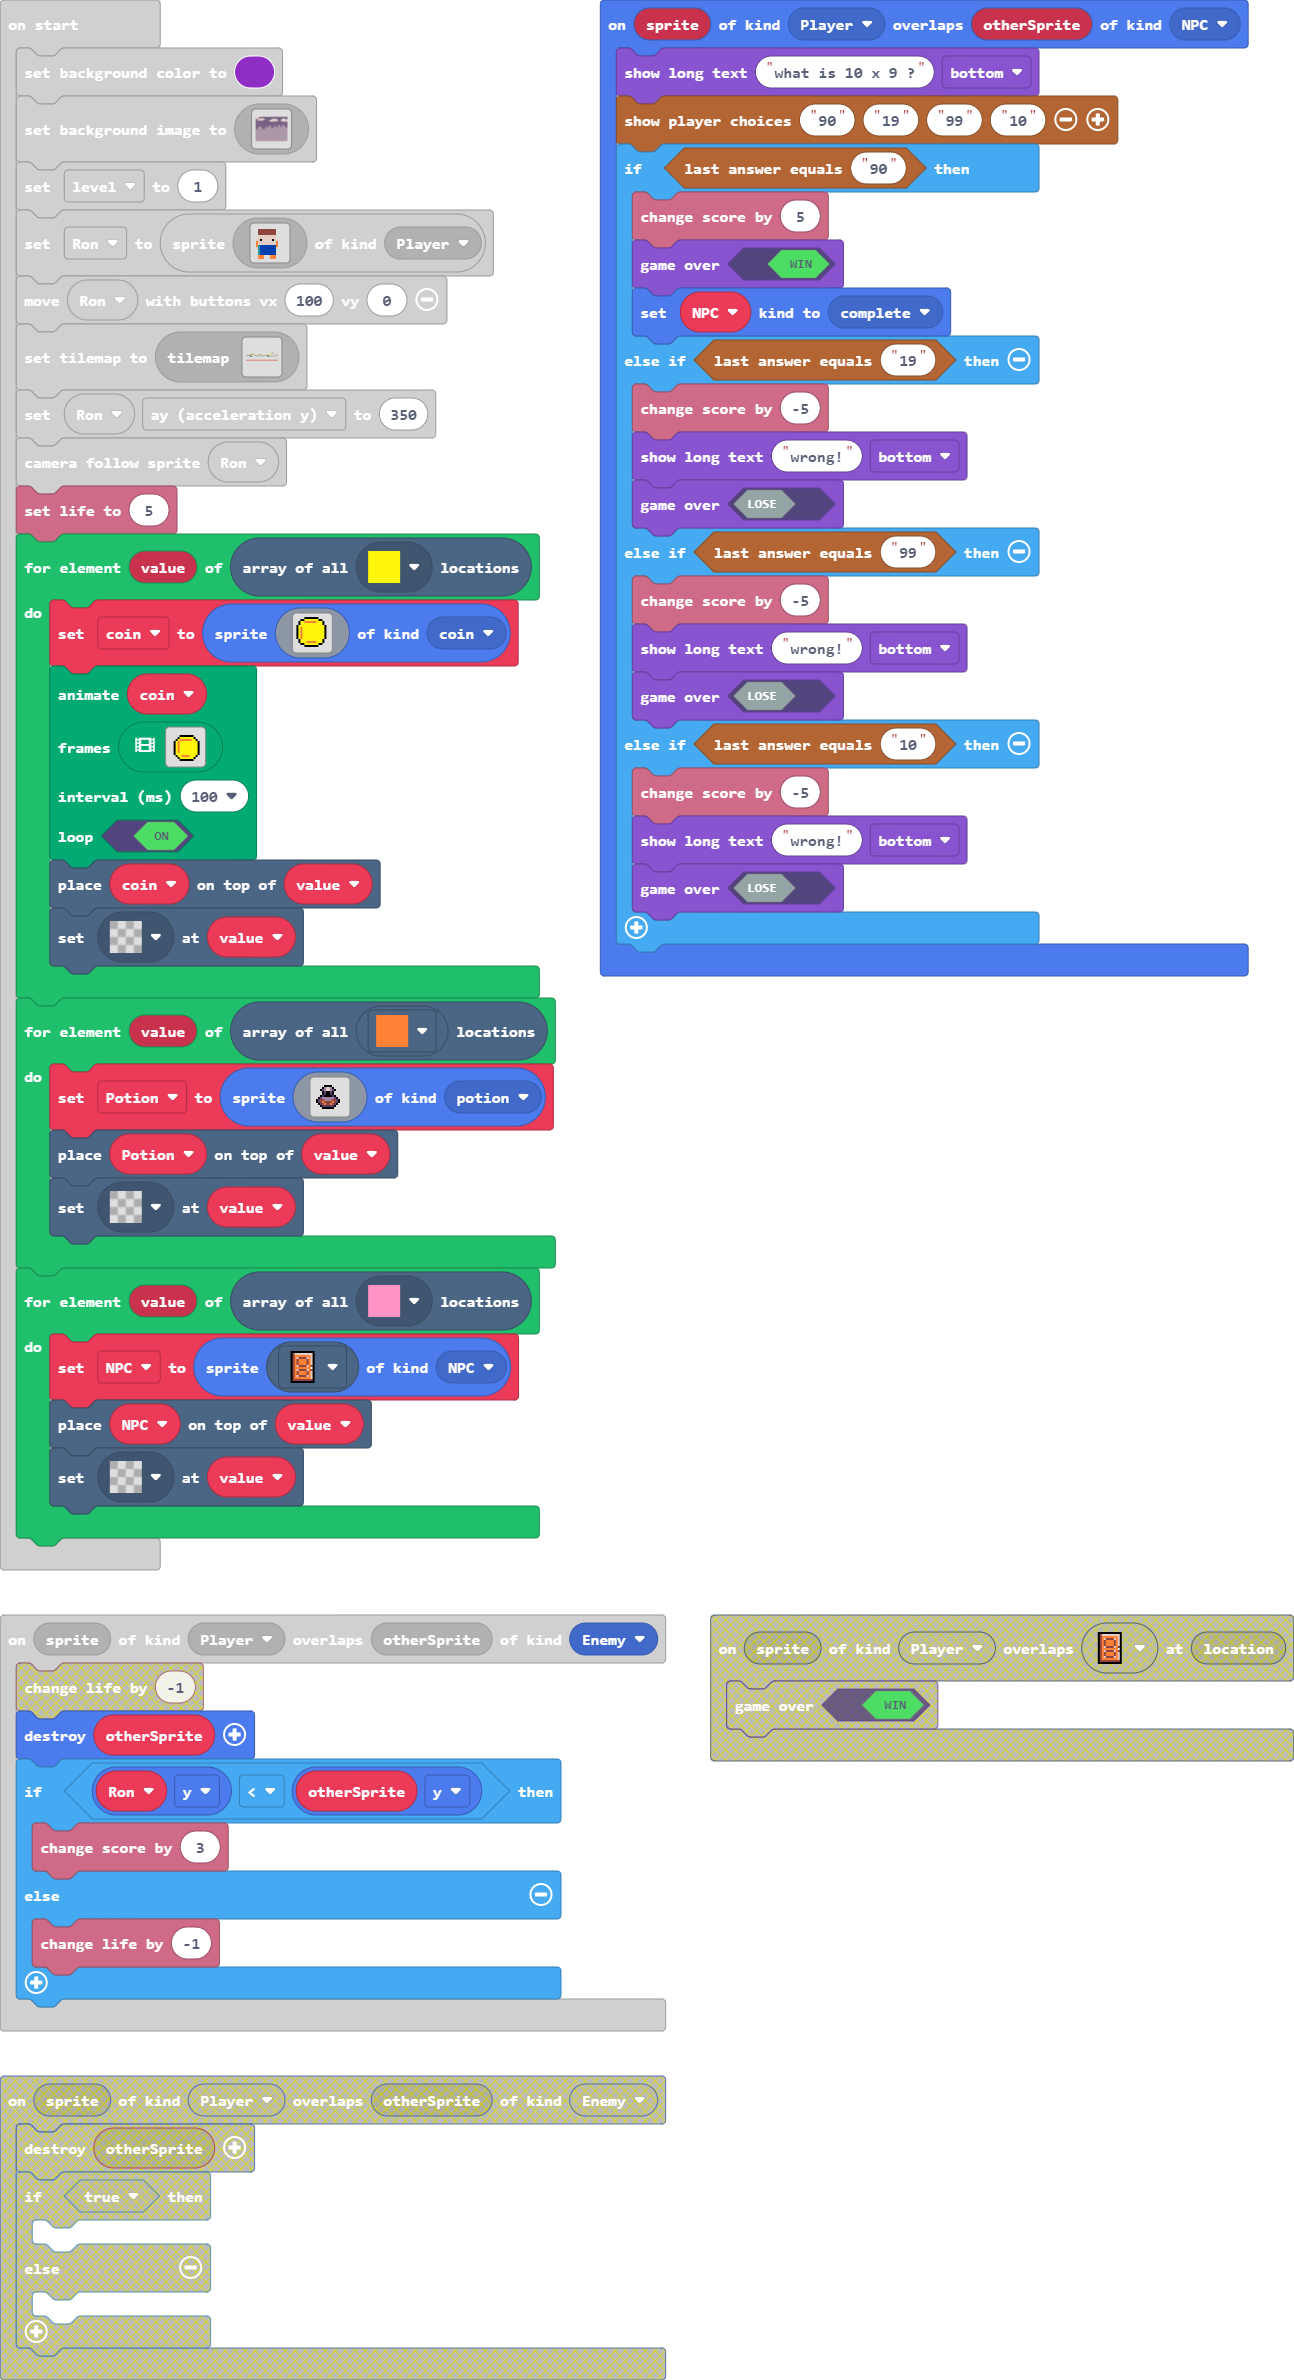 on start
set background color to
set background image to
set level to 1
set Ron to sprite of kind Player
move Ron with buttons vx 100 vy 0
set tilemap to tilemap
set Ron ay (acceleration y) to 350
camera follow sprite Ron
set life to 5
for element value of array of all locations
do
set coin to sprite of kind coin
animate coin
frames
interval (ms) 100
loop ON
place coin on top of value
set at value
for element value of array of all locations
do
set Potion to sprite of kind potion
place Potion on top of value
set at value
for element value of array of all locations
do
set NPC to sprite of kind NPC
place NPC on top of value
set at value
on sprite of kind Player overlaps otherSprite of kind NPC
show long text "what is 10 x 9 ?" bottom
show player choices "90" "19" "99" "10"
if last answer equals "90" then
change score by 5
game over WIN
set NPC kind to complete
else if last answer equals "19" then
change score by -5
show long text "wrong!" bottom
game over LOSE
else if last answer equals "99" then
change score by -5
show long text "wrong!" bottom
game over LOSE
else if last answer equals "10" then
change score by -5
show long text "wrong!" bottom
game over LOSE
on sprite of kind Player overlaps otherSprite of kind Enemy
change life by -1
destroy otherSprite
if Ron y < otherSprite y then
change score by 3
else
change life by -1
on sprite of kind Player overlaps at location
game over WIN
on sprite of kind Player overlaps otherSprite of kind Enemy
destroy otherSprite
if true then
else